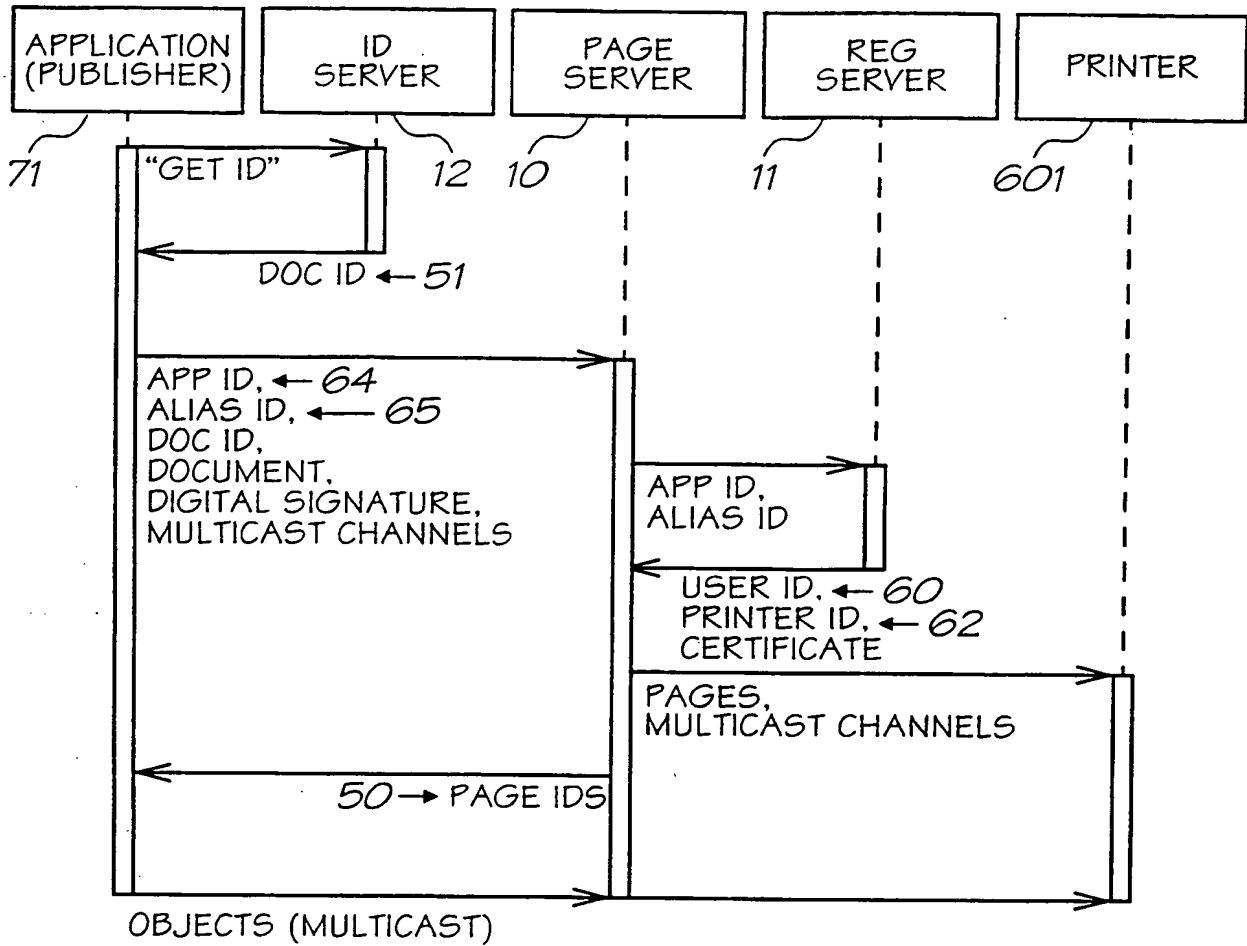 APPLICATION
(PUBLISHER)
ID
SERVER
PAGE
SERVER
REG
SERVER
PRINTER
71
12
10
11
601
"GET ID"
DOC ID
51
APP ID, 64
ALIAS ID, 65
DOC ID,
DOCUMENT,
DIGITAL SIGNATURE,
MULTICAST CHANNELS
APP ID,
ALIAS ID
USER ID, 60
PRINTER ID, 62
CERTIFICATE
PAGES,
MULTICAST CHANNELS
50 PAGE IDS
OBJECTS (MULTICAST)